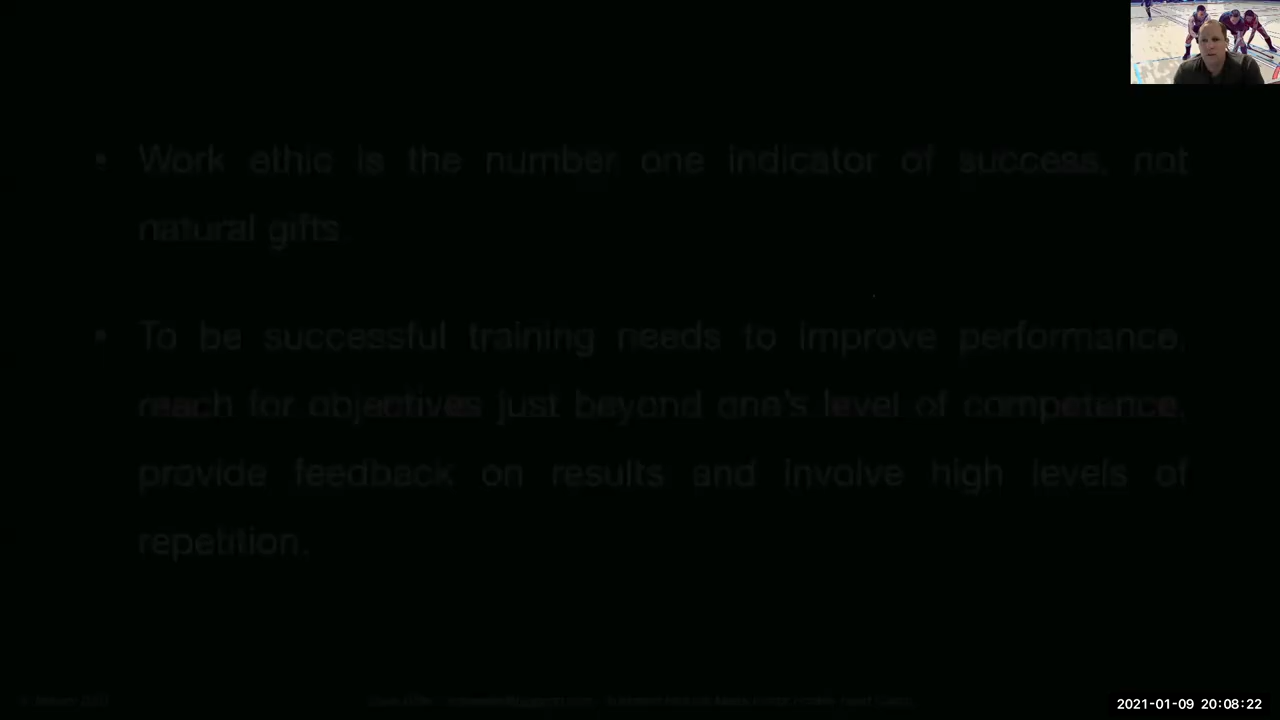 • Work ethic is the number one indicator of success, not
natural gifts.
• To be successful training needs to improve performance,
reach for objectives just beyond one's level of competence,
provide feedback on results and involve high levels of
repetition.
2021-01-09 20:08:22